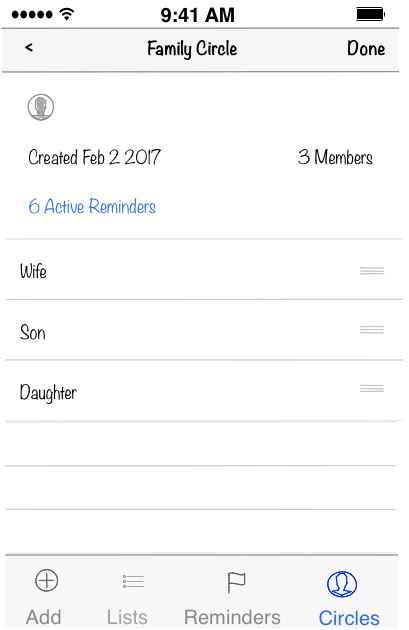 9:41 AM
< Family Circle Done
Created Feb 2 2017 3 Members
6 Active Reminders
Wife
Son
Daughter
Add Lists Reminders Circles